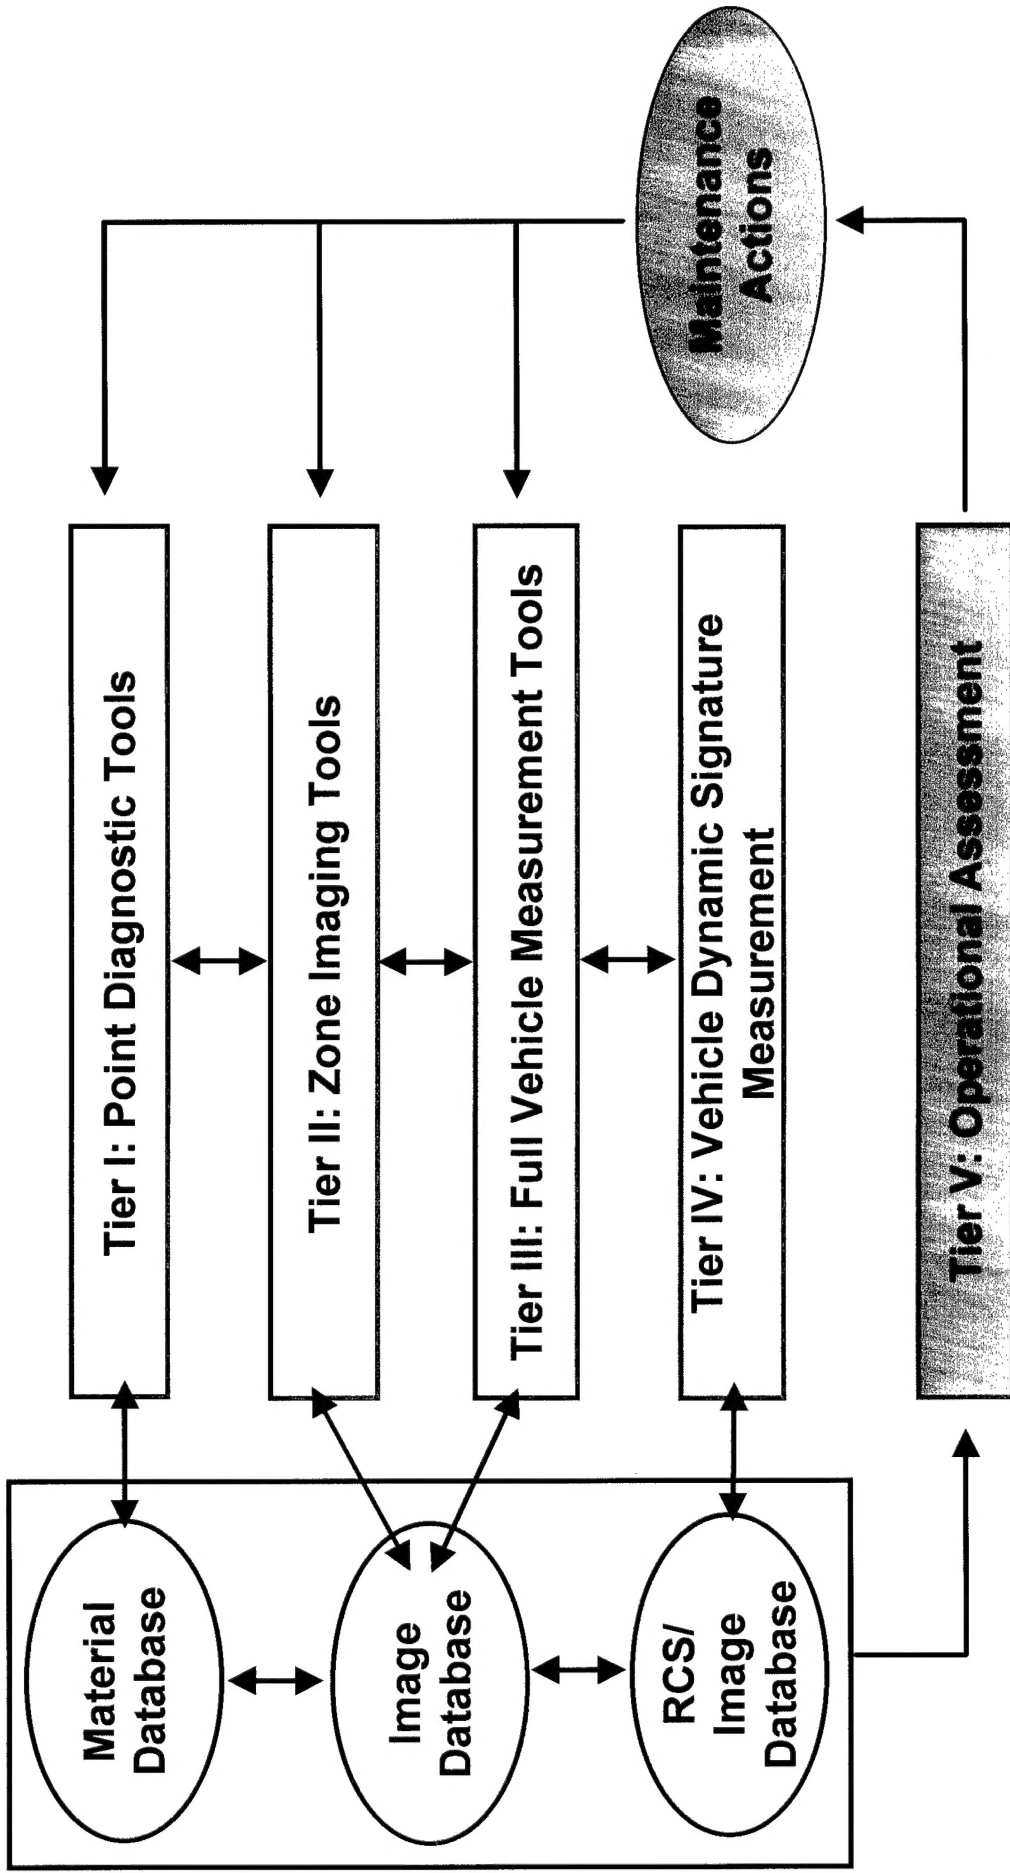 Material
Database
Image
Database
RCS/
Image
Database
Tier I: Point Diagnostic Tools
Tier II: Zone Imaging Tools
Tier III: Full Vehicle Measurement Tools
Tier IV: Vehicle Dynamic Signature
Measurement
Tier V: Operational Assessment
Maintenance
Actions